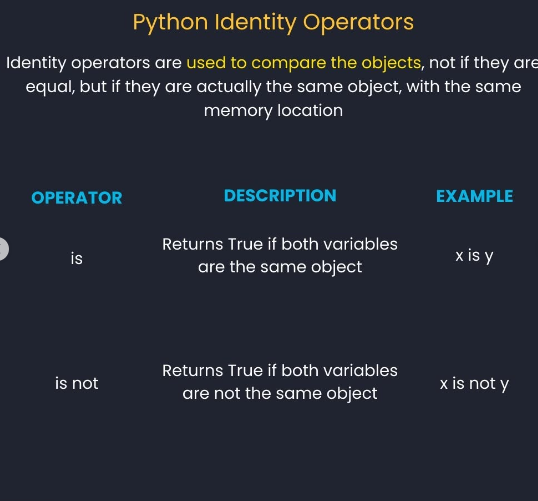 Python Identity Operators
Identity operators are used to compare the objects, not if they are
equal, but if they are actually the same object, with the same
memory location
OPERATOR DESCRIPTION EXAMPLE
is Returns True if both variables are the same object x is y
is not Returns True if both variables are not the same object x is not y